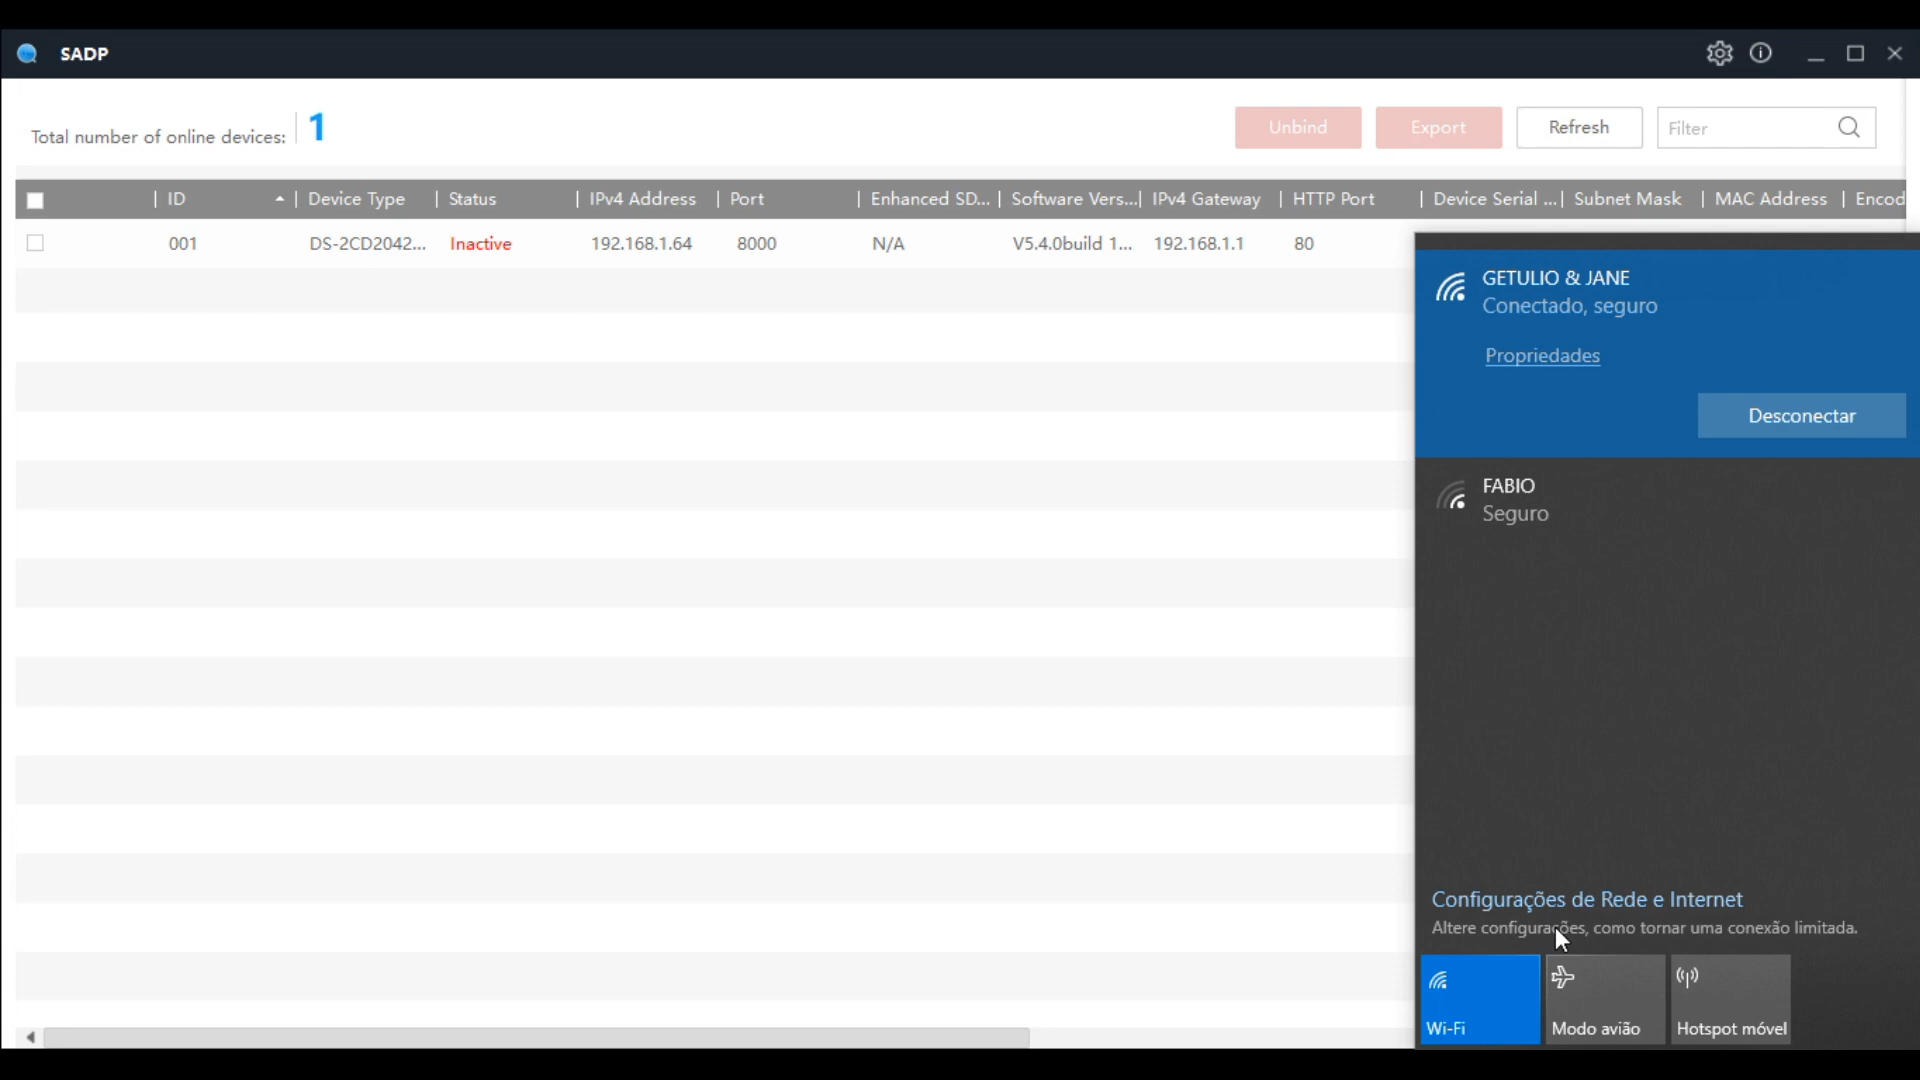 SADP
Total number of online devices: 1
Unbind
Export
Refresh
Filter
ID
Device Type
Status
IPv4 Address
Port
Enhanced SD...
Software Vers...
IPv4 Gateway
HTTP Port
Device Serial ...
Subnet Mask
MAC Address
Encod
001
DS-2CD2042...
Inactive
192.168.1.64
8000
N/A
V5.4.0build 1...
192.168.1.1
80
GETULIO & JANE
Conectado, seguro
Propriedades
Desconectar
FABIO
Seguro
Configurações de Rede e Internet
Altere configurações, como tornar uma conexão limitada.
Wi-Fi
Modo avião
Hotspot móvel